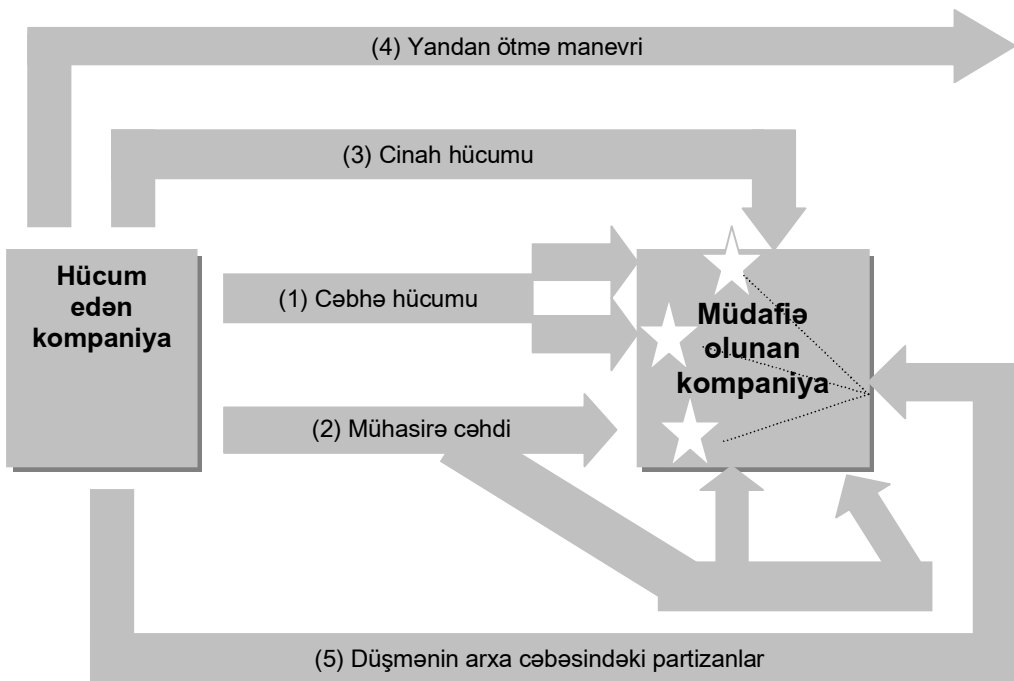 (4) Yandan ötmə manevri
(3) Cinah hücumu
Hücum
edən
kompaniya
(1) Cəbhə hücumu
Müdafiə
olunan
kompaniya
(2) Mühasirə cəhdi
(5) Düşmənin arxa cəbəsindəki partizanlar